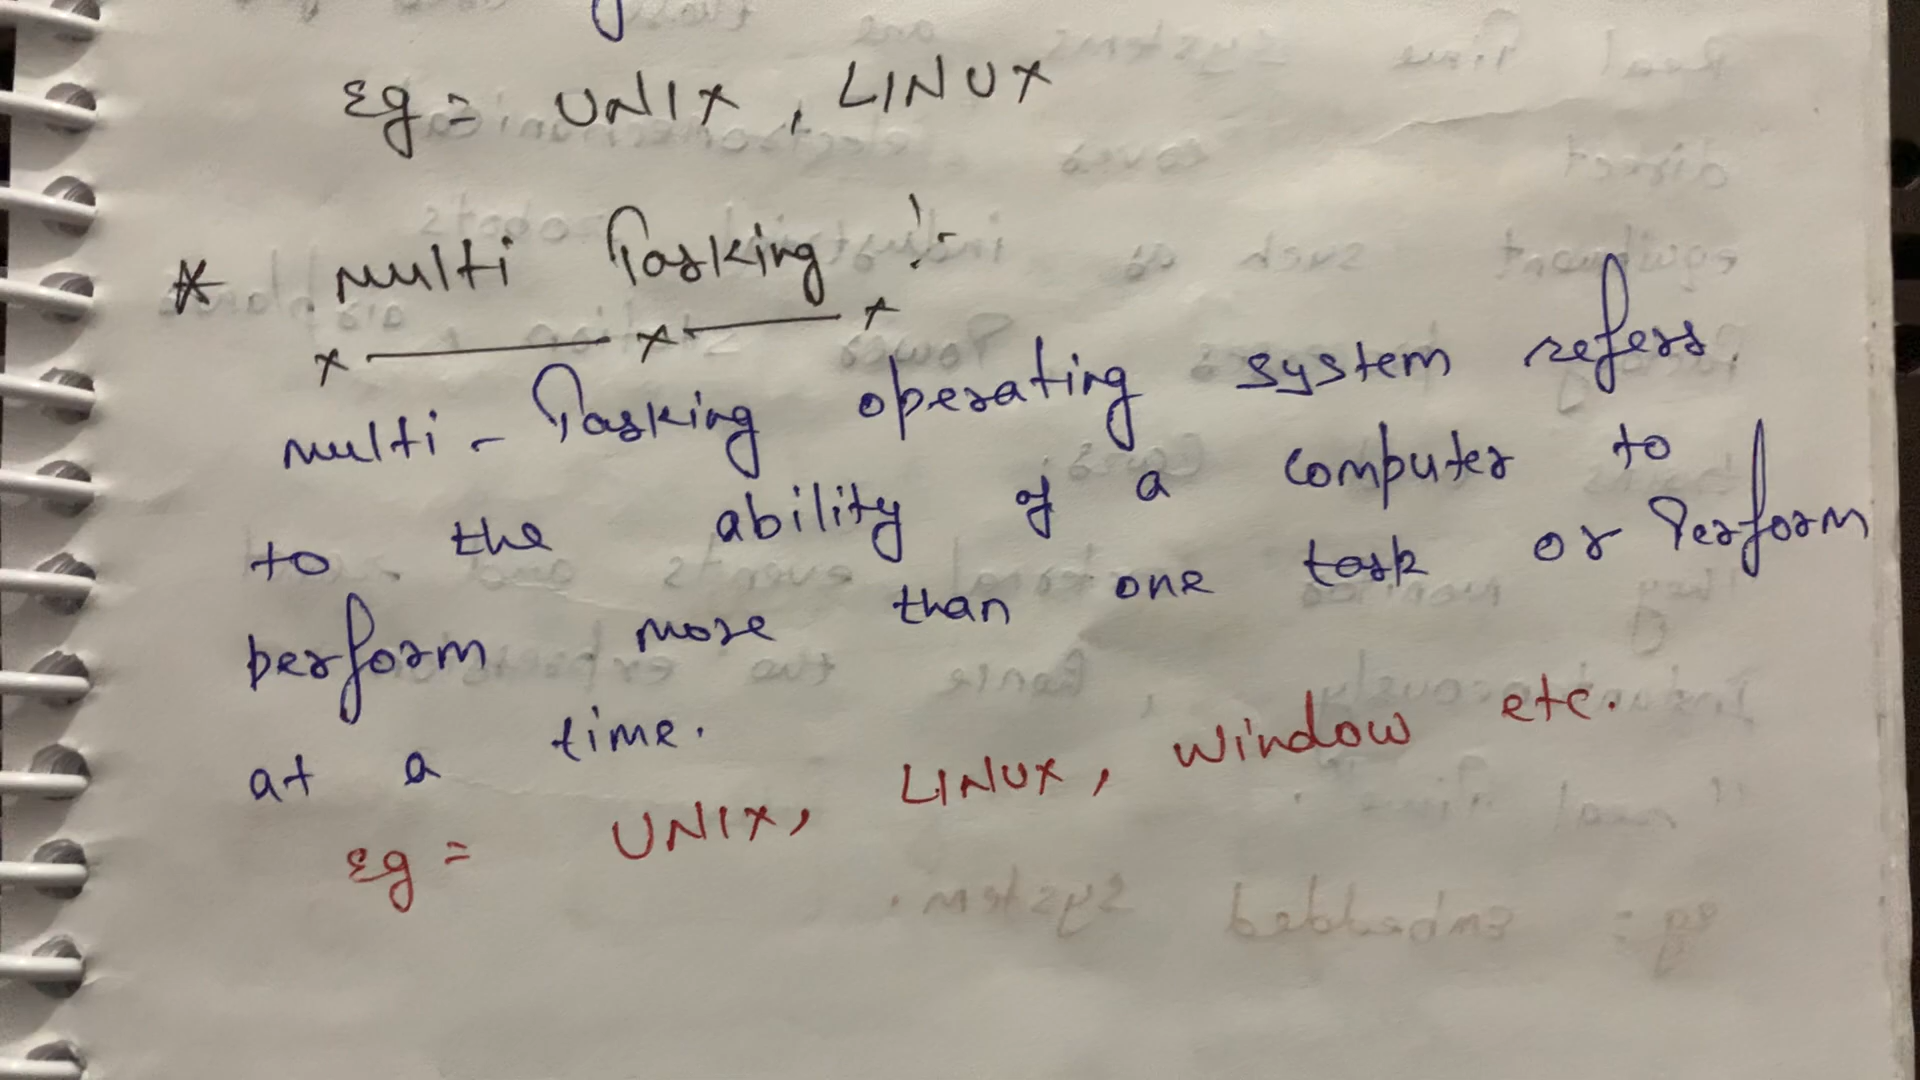 Eg = UNIX, LINUX
* Multi Tasking :-
Multi-Tasking operating system refers
to the ability of a computer to
perform more than one task or Perform
at a time.
Eg = UNIX, LINUX, Window etc.